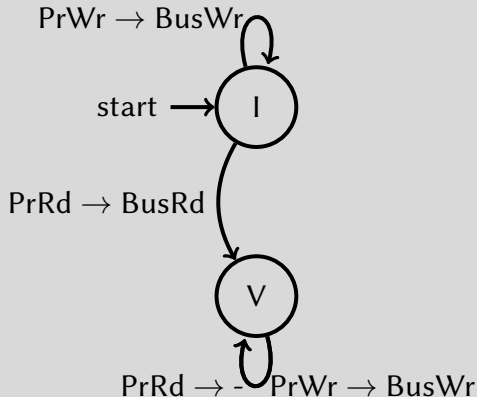 PrWr → BusWr
start
I
PrRd → BusRd
V
PrRd → -
PrWr → BusWr